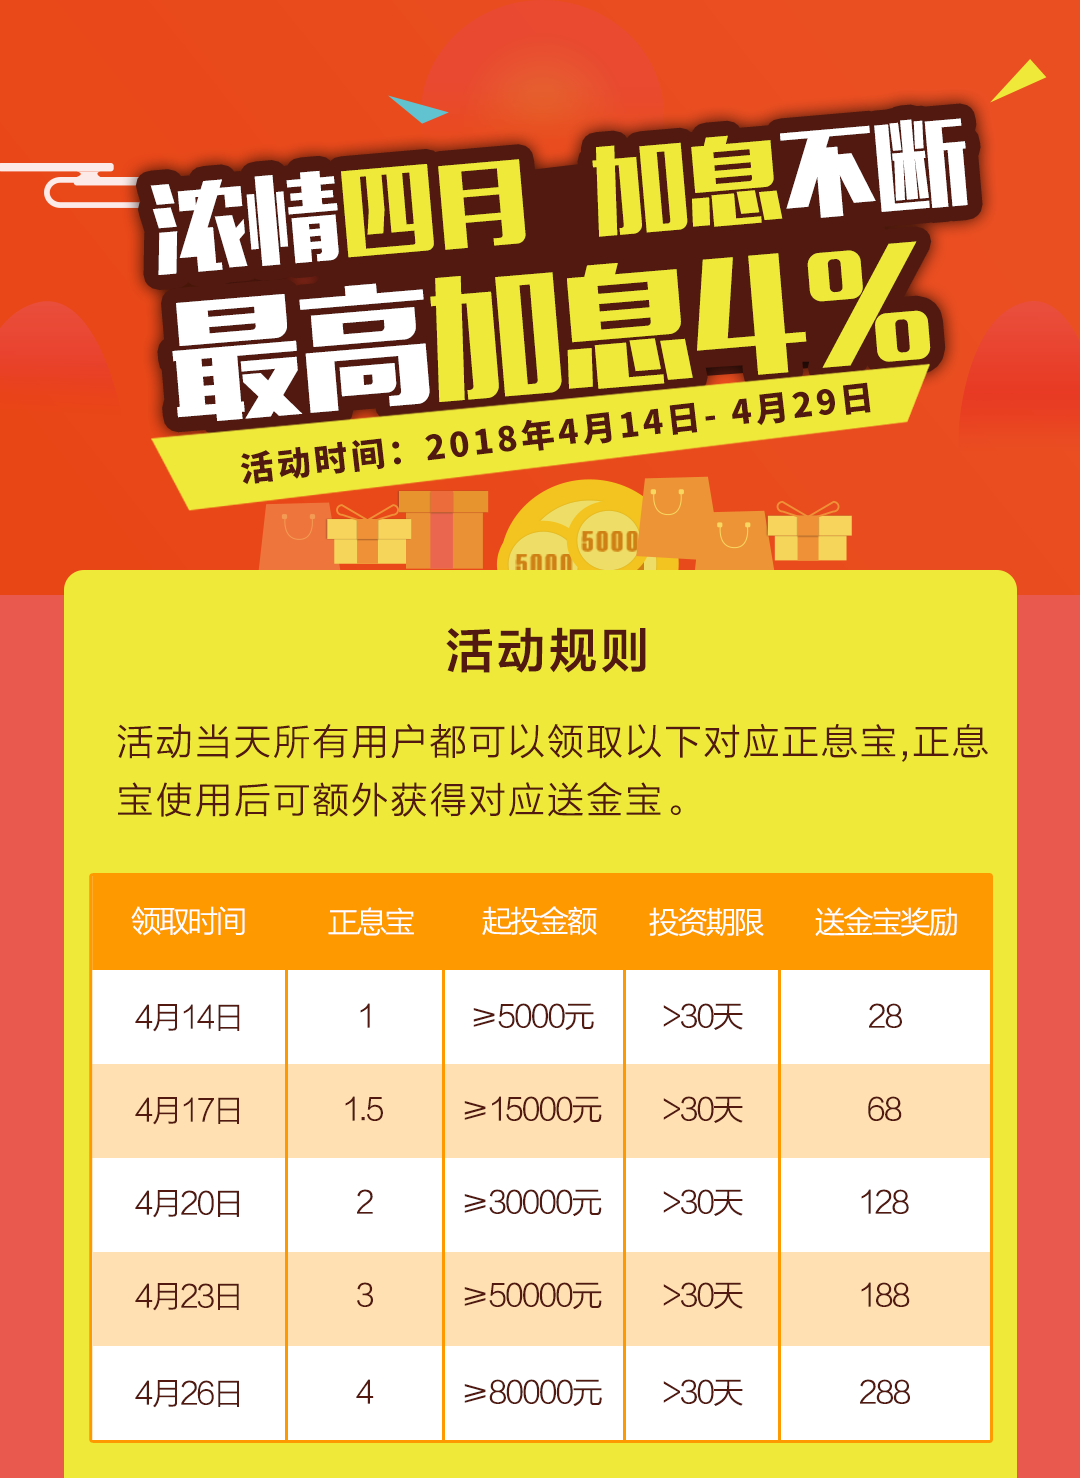 浓情四月 加息不断
最高加息4%
活动时间：2018年4月14日- 4月29日
5000 5000
活动规则
活动当天所有用户都可以领取以下对应正息宝,正息
宝使用后可额外获得对应送金宝。
领取时间 正息宝 起投金额 投资期限 送金宝奖励
4月14日 1 ⩾5000元 >30天 28
4月17日 1.5 ⩾15000元 >30天 68
4月20日 2 ⩾30000元 >30天 128
4月23日 3 ⩾50000元 >30天 188
4月26日 4 ⩾80000元 >30天 288